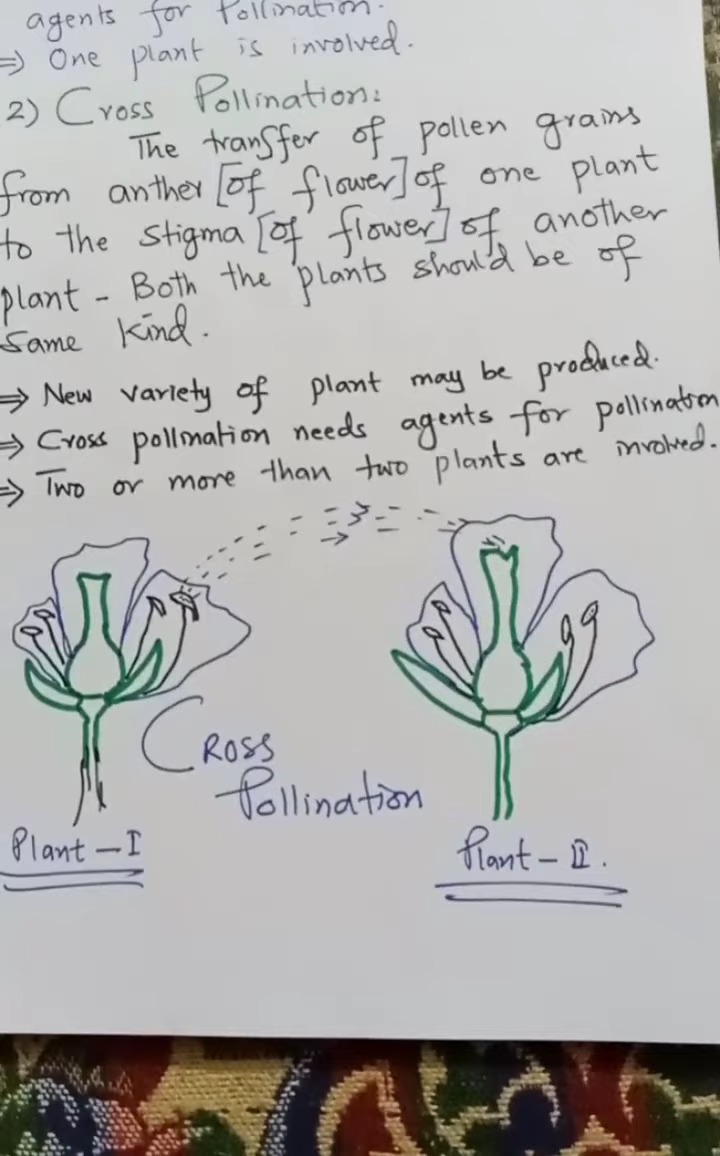 agents for Pollination.
⇒ One plant is involved.
2) Cross Pollination:
The transfer of pollen grains
from anther [of flower] of one plant
to the stigma [of flower] of another
plant - Both the plants should be of
same kind.
⇒ New variety of plant may be produced.
⇒ Cross pollination needs agents for pollination
⇒ Two or more than two plants are involved.
Cross
Pollination
Plant - I
Plant - II.